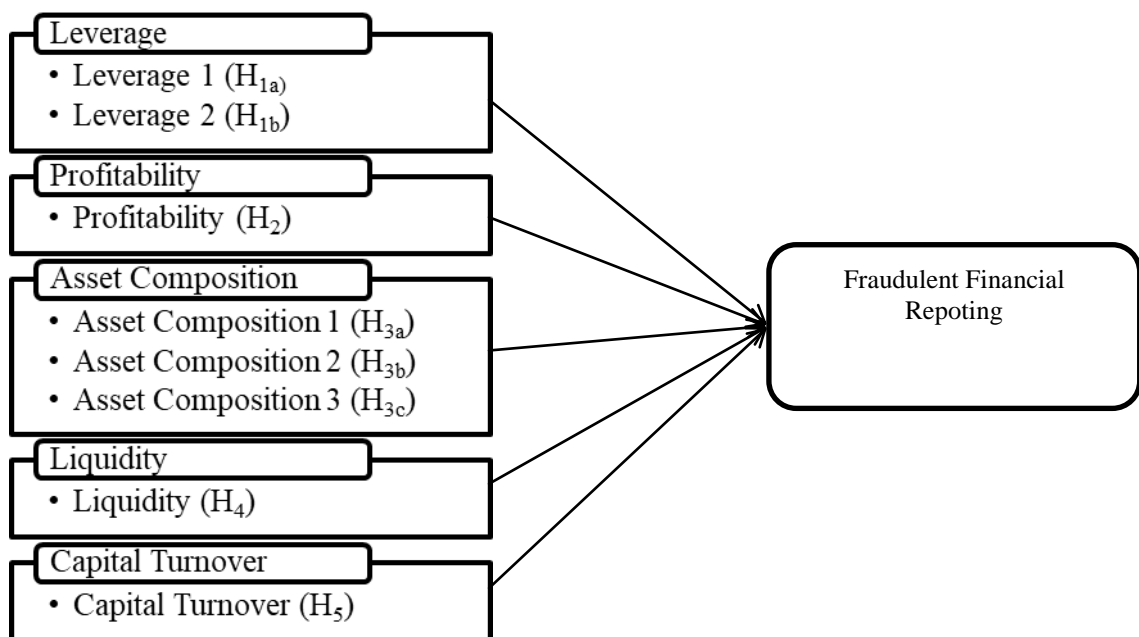 Leverage
• Leverage 1 (H1a)
• Leverage 2 (H1b)
Profitability
• Profitability (H2)
Asset Composition
• Asset Composition 1 (H3a)
• Asset Composition 2 (H3b)
• Asset Composition 3 (H3c)
Liquidity
• Liquidity (H4)
Capital Turnover
• Capital Turnover (H5)
Fraudulent Financial
Repoting